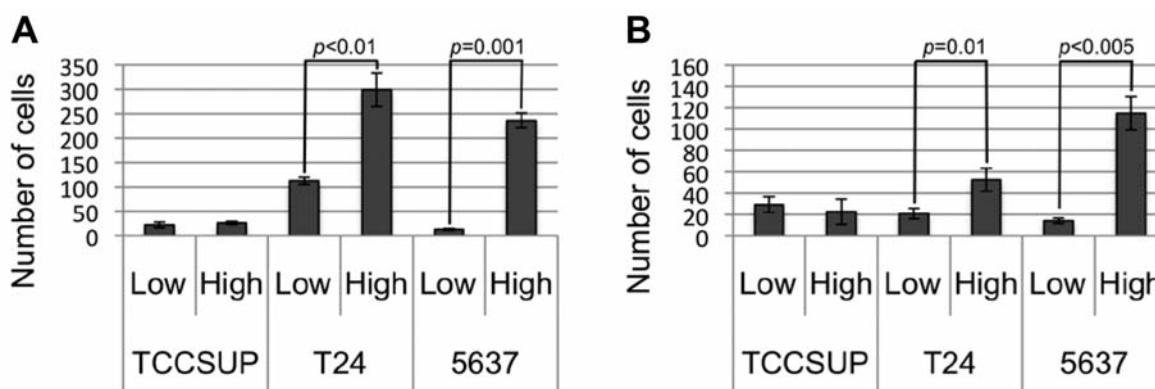 A
Number of cells
350
300
250
200
150
100
50
0
p<0.01
p=0.001
Low High Low High Low High
TCCSUP T24 5637
B
Number of cells
160
140
120
100
80
60
40
20
0
p=0.01
p<0.005
Low High Low High Low High
TCCSUP T24 5637